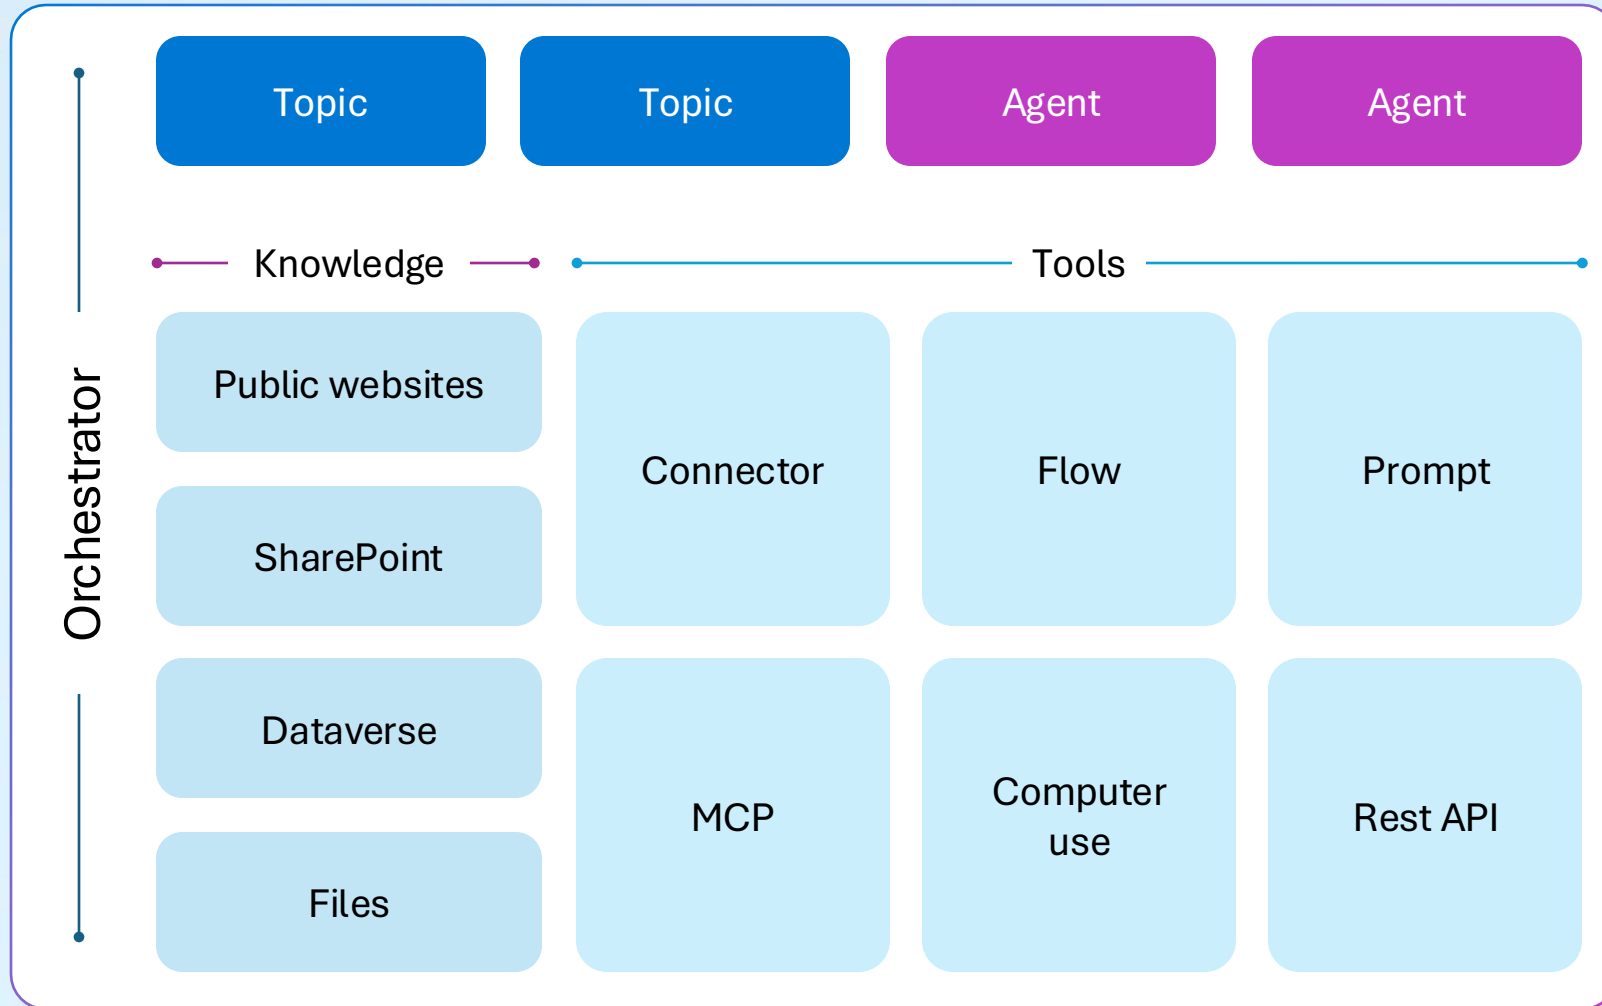 Topic
Topic
Agent
Agent
Orchestrator
Knowledge
Tools
Public websites
SharePoint
Dataverse
Files
Connector
Flow
Prompt
MCP
Computer
use
Rest API